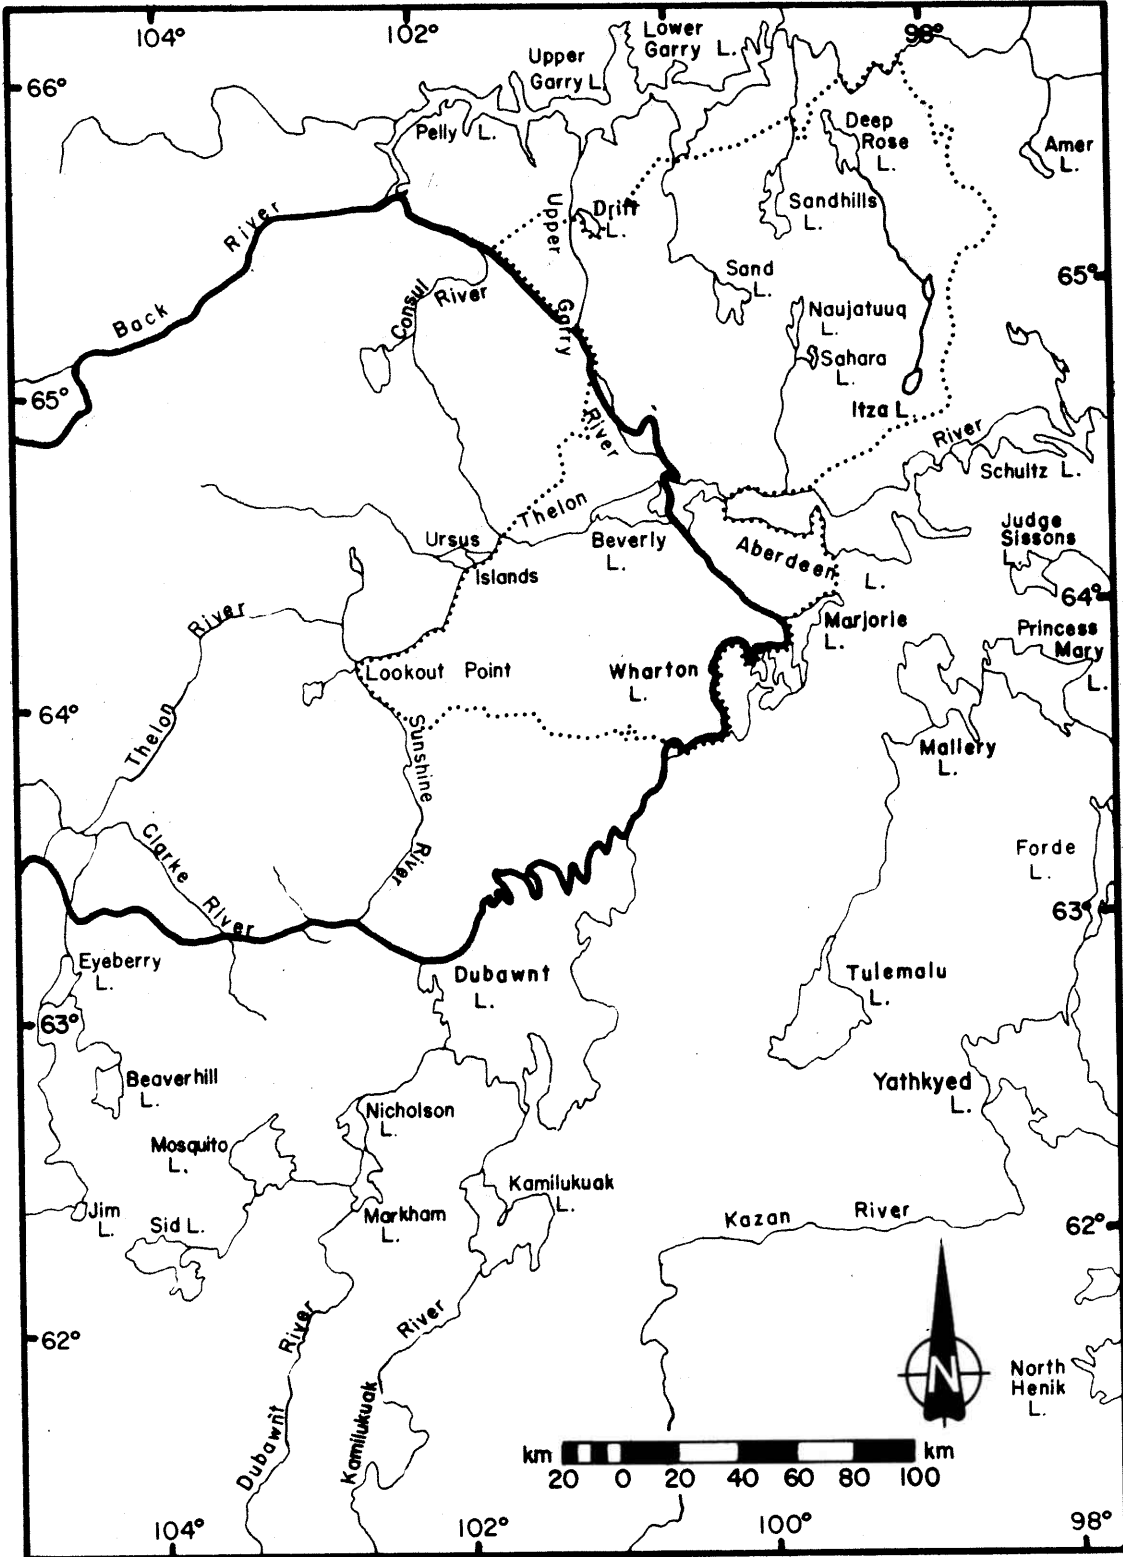 104°
102°
98°
66°
Upper
Garry L.
Lower
Garry L.
Pelly L.
Deep
Rose
L.
Amer
L.
River
Back
Upper
Garry
River
Drift
L.
Sandhills
L.
Sand
L.
65°
Consul
River
Naujatuuq
L.
Sahara
L.
Itza L.
65°
River
Schultz L.
Thelon
Ursus
Islands
Beverly
L.
Aberdeen
L.
Judge
Sissons
L.
64°
River
Thelon
Lookout Point
Wharton
L.
Marjorie
L.
Princess
Mary
L.
64°
Sunshine
River
Mallery
L.
Clarke
River
Forde
L.
63°
Eyeberry
L.
Dubawnt
L.
Tulemalu
L.
63°
Beaverhill
L.
Nicholson
L.
Yathkyed
L.
Mosquito
L.
Kamilukuak
L.
Jim
L.
Sid L.
Markham
L.
Kazan River
62°
62°
River
Dubawnt
River
Kamilukuak
N
North
Henik
L.
km
km
20 0 20 40 60 80 100
104°
102°
100°
98°